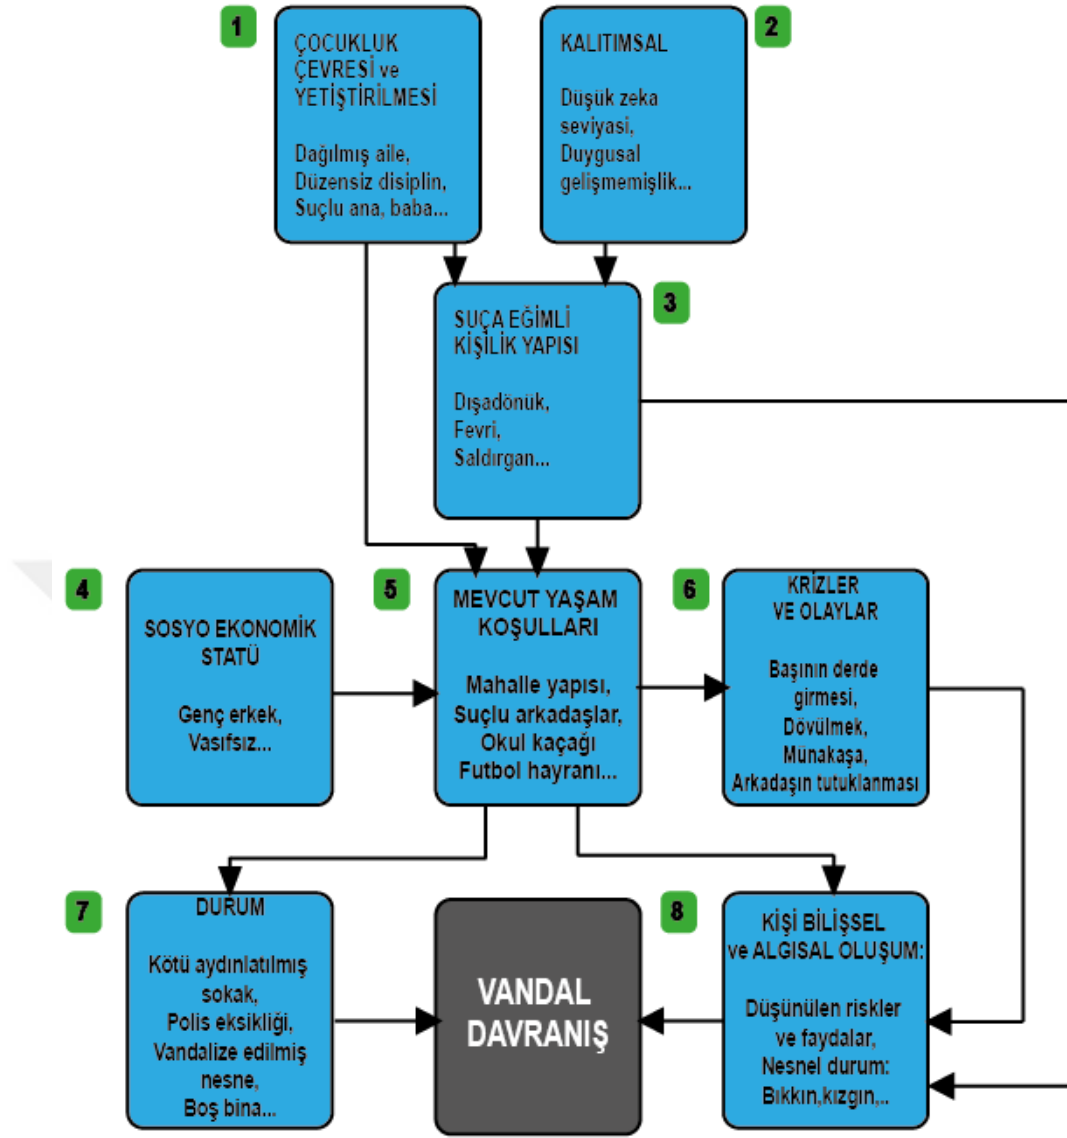 1
ÇOCUKLUK
ÇEVRESİ ve
YETİŞTİRİLMESİ
Dağılmış aile,
Düzensiz disiplin,
Suçlu ana, baba...
2
KALITIMSAL
Düşük zeka
seviyasi,
Duygusal
gelişmemişlik...
3
SUÇA EĞİMLİ
KİŞİLİK YAPISI
Dışadönük,
Fevri,
Saldırgan...
4
SOSYO EKONOMİK
STATÜ
Genç erkek,
Vasıfsız...
5
MEVCUT YAŞAM
KOŞULLARI
Mahalle yapısı,
Suçlu arkadaşlar,
Okul kaçağı
Futbol hayranı...
6
KRİZLER
VE OLAYLAR
Başının derde
girmesi,
Dövülmek,
Münakaşa,
Arkadaşın tutuklanması
7
DURUM
Kötü aydınlatılmış
sokak,
Polis eksikliği,
Vandalize edilmiş
nesne,
Boş bina...
VANDAL
DAVRANIŞ
8
KİŞİ BİLİŞSEL
ve ALGISAL OLUŞUM:
Düşünülen riskler
ve faydalar,
Nesnel durum:
Bıkkın,kızgın,..